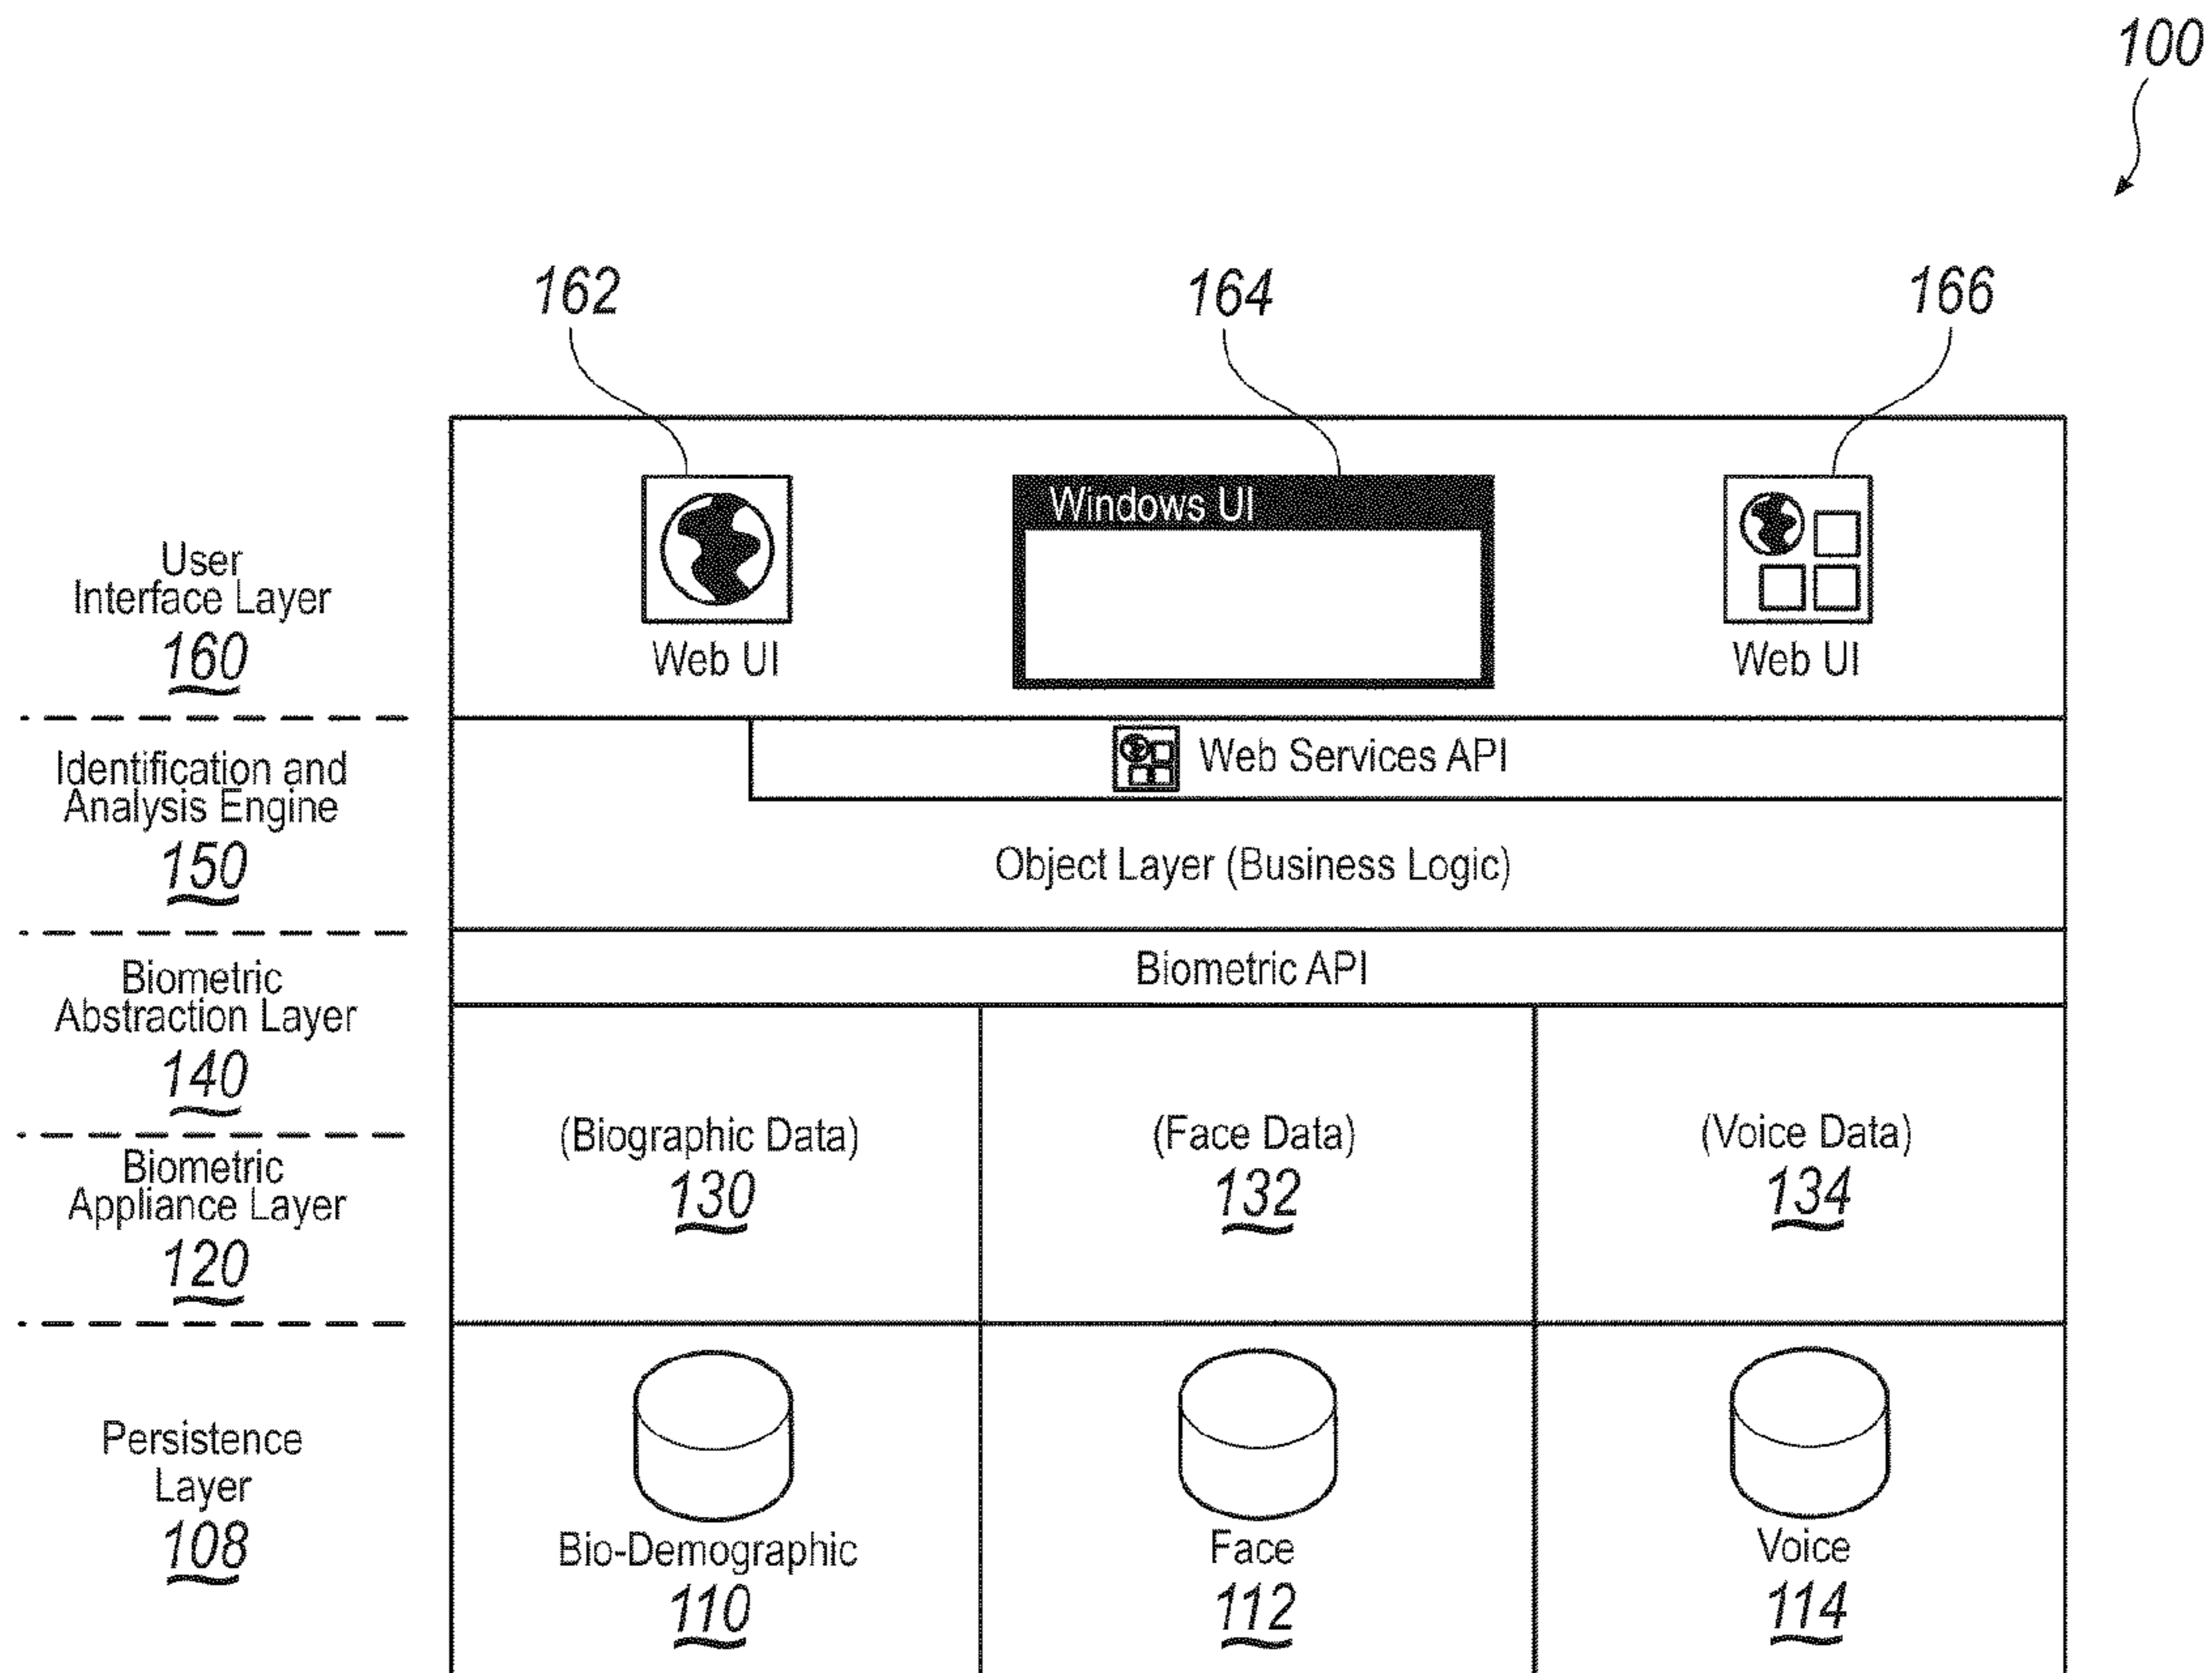 100
162
164
166
User
Interface Layer
160
Windows UI
Web UI
Web UI
Identification and
Analysis Engine
150
Web Services API
Object Layer (Business Logic)
Biometric
Abstraction Layer
140
Biometric API
Biometric
Appliance Layer
120
(Biographic Data)
130
(Face Data)
132
(Voice Data)
134
Persistence
Layer
108
Bio-Demographic
110
Face
112
Voice
114